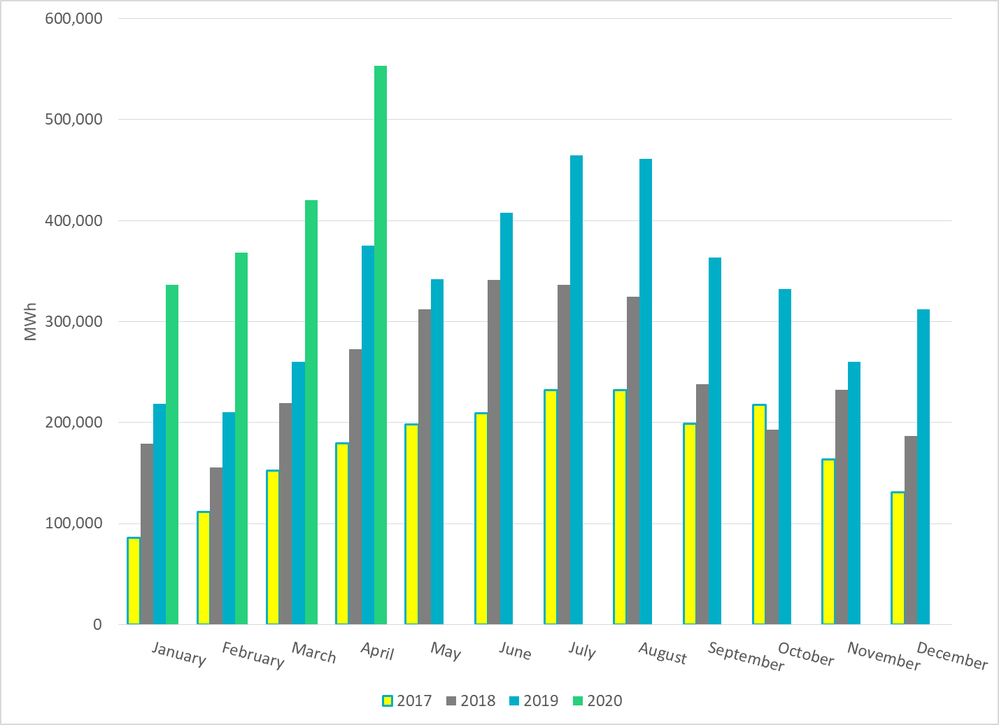 600,000
500,000
400,000
300,000
200,000
100,000
0
MWh
January February March April May June July August September October November December
2017 2018 2019 2020